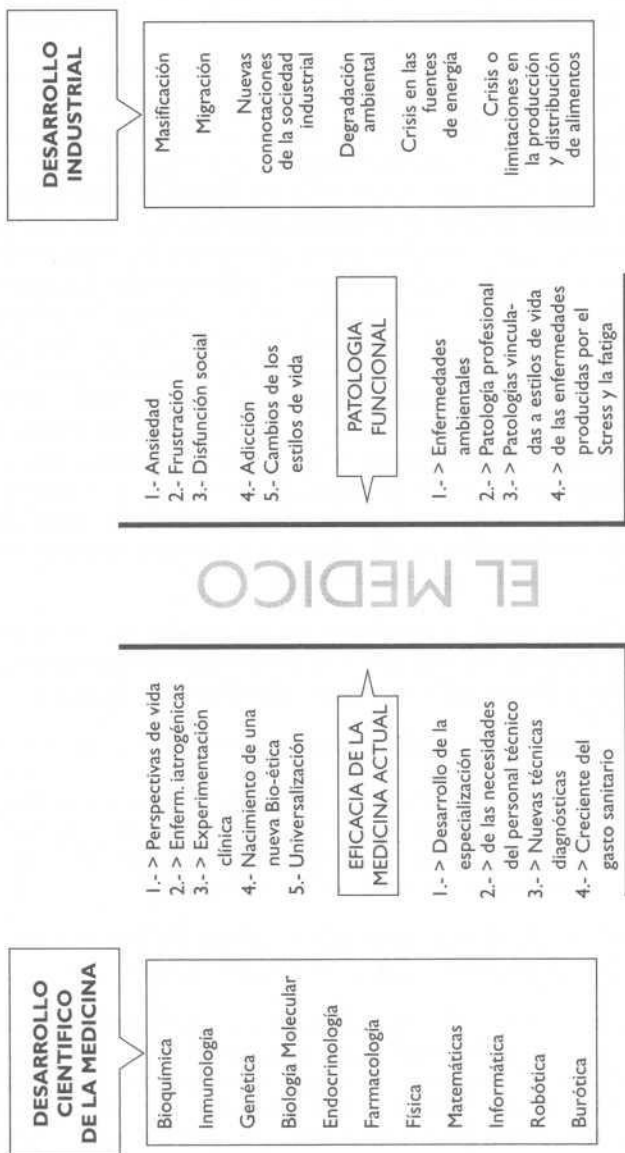 DESARROLLO
CIENTIFICO
DE LA MEDICINA
Bioquímica
Inmunología
Genética
Biología Molecular
Endocrinología
Farmacología
Física
Matemáticas
Informática
Robótica
Burótica
1.- > Perspectivas de vida
2.- > Enferm. iatrogénicas
3.- > Experimentación
clínica
4.- Nacimiento de una
nueva Bio-ética
5.- Universalización
EFICACIA DE LA
MEDICINA ACTUAL
1.- > Desarrollo de la
especialización
2.- > de las necesidades
del personal técnico
3.- > Nuevas técnicas
diagnósticas
4.- > Creciente del
gasto sanitario
EL MEDICO
1.- Ansiedad
2.- Frustración
3.- Disfunción social
4.- Adicción
5.- Cambios de los
estilos de vida
PATOLOGIA
FUNCIONAL
1.- > Enfermedades
ambientales
2.- > Patología profesional
3.- > Patologías vincula-
das a estilos de vida
4.- > de las enfermedades
producidas por el
Stress y la fatiga
DESARROLLO
INDUSTRIAL
Masificación
Migración
Nuevas
connotaciones
de la sociedad
industrial
Degradación
ambiental
Crisis en las
fuentes
de energía
Crisis o
limitaciones en
la producción
y distribución
de alimentos